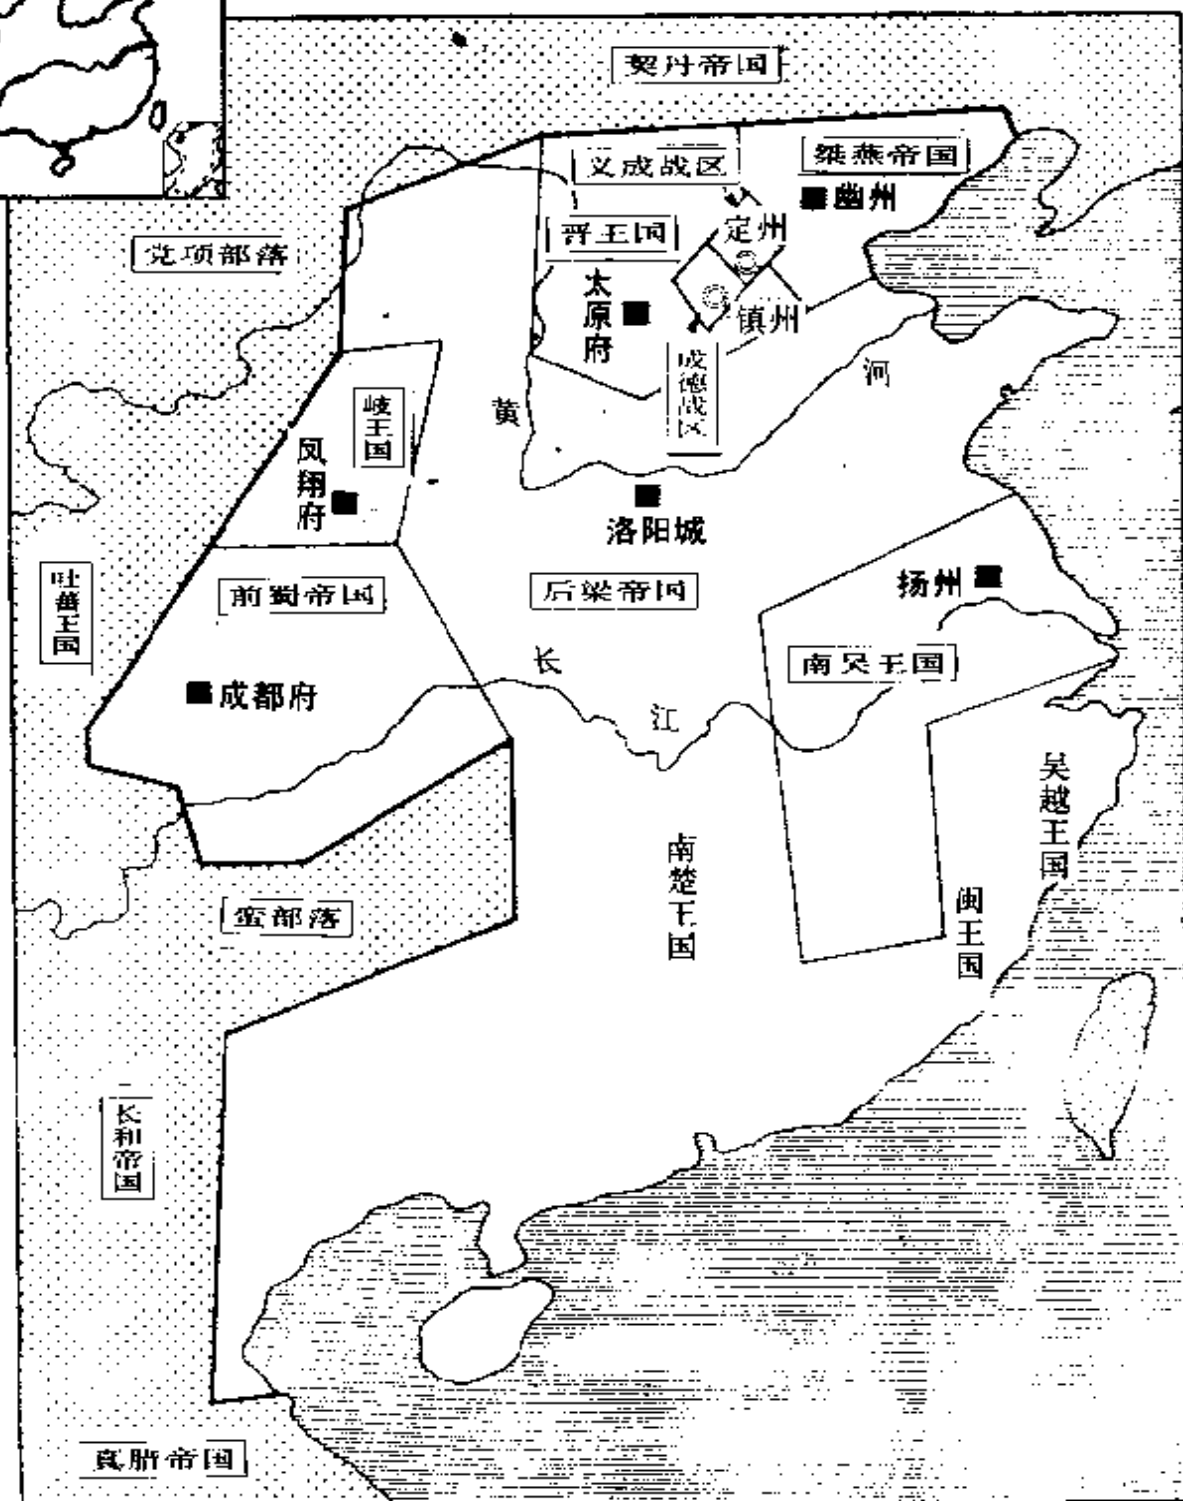 契丹帝国
义成战区
桀燕帝国
幽州
定州
党项部落
晋王国
太原府
镇州
成德战区
河
黄
岐王国
凤翔府
洛阳城
吐蕃王国
前蜀帝国
后梁帝国
扬州
长
南吴王国
成都府
江
吴越王国
南楚王国
闽王国
蛮部落
长和帝国
真腊帝国